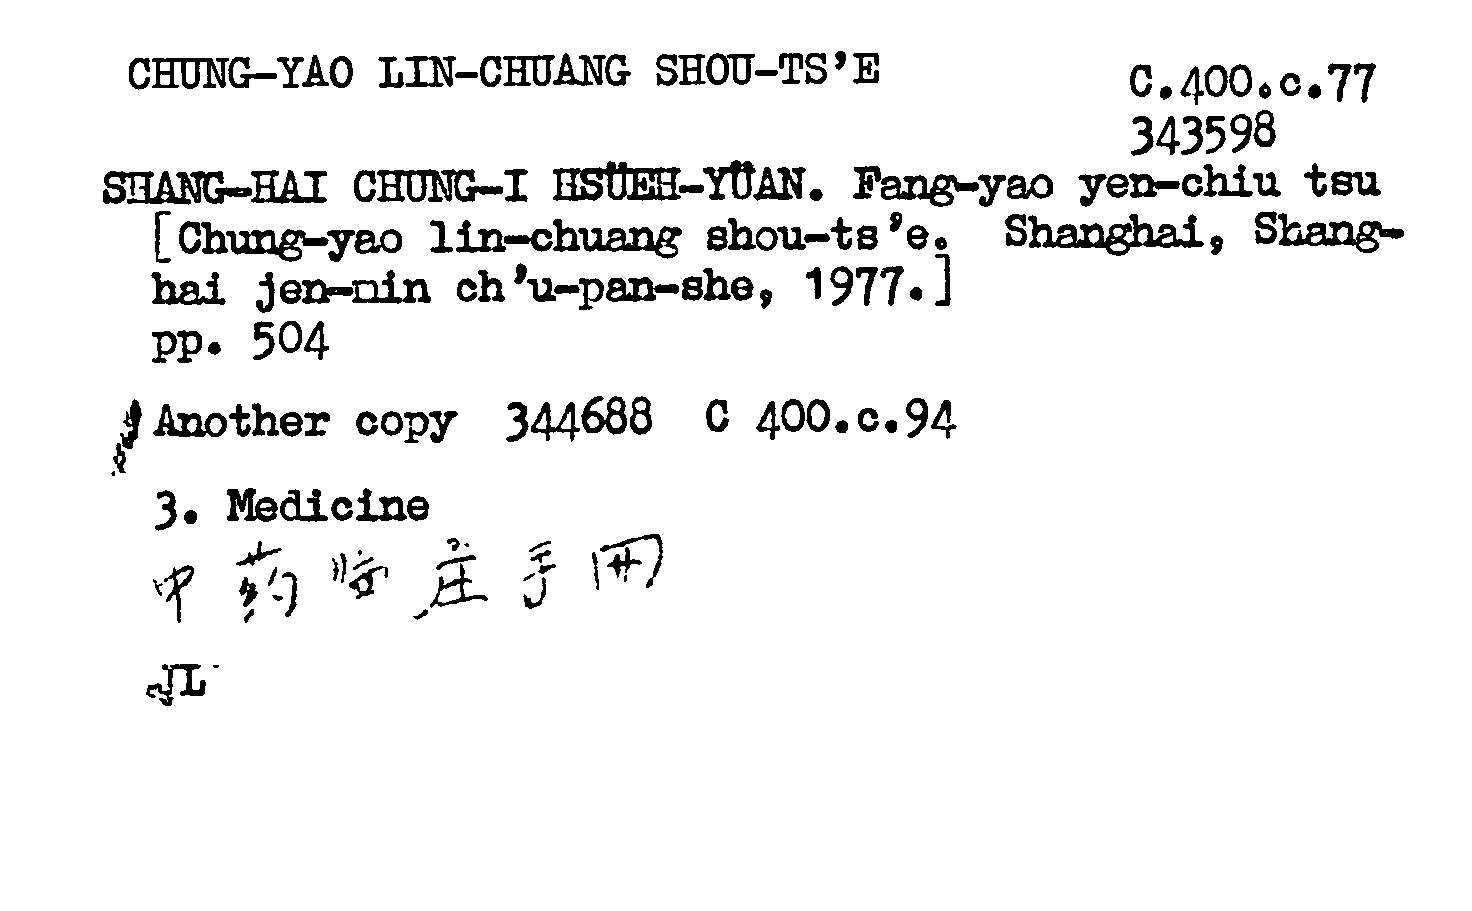 CHUNG-YAO LIN-CHUANG SHOU-TS'E
C.400.c.77
343598
SHANG-HAI CHUNG-I HSÜEH-YÜAN. Fang-yao yen-chiu tsu
[Chung-yao lin-chuang shou-ts'e. Shanghai, Shang-
hai jen-min ch'u-pan-she, 1977.]
pp. 504
Another copy 344688 C 400.c.94
3. Medicine
中药临床手册
JL